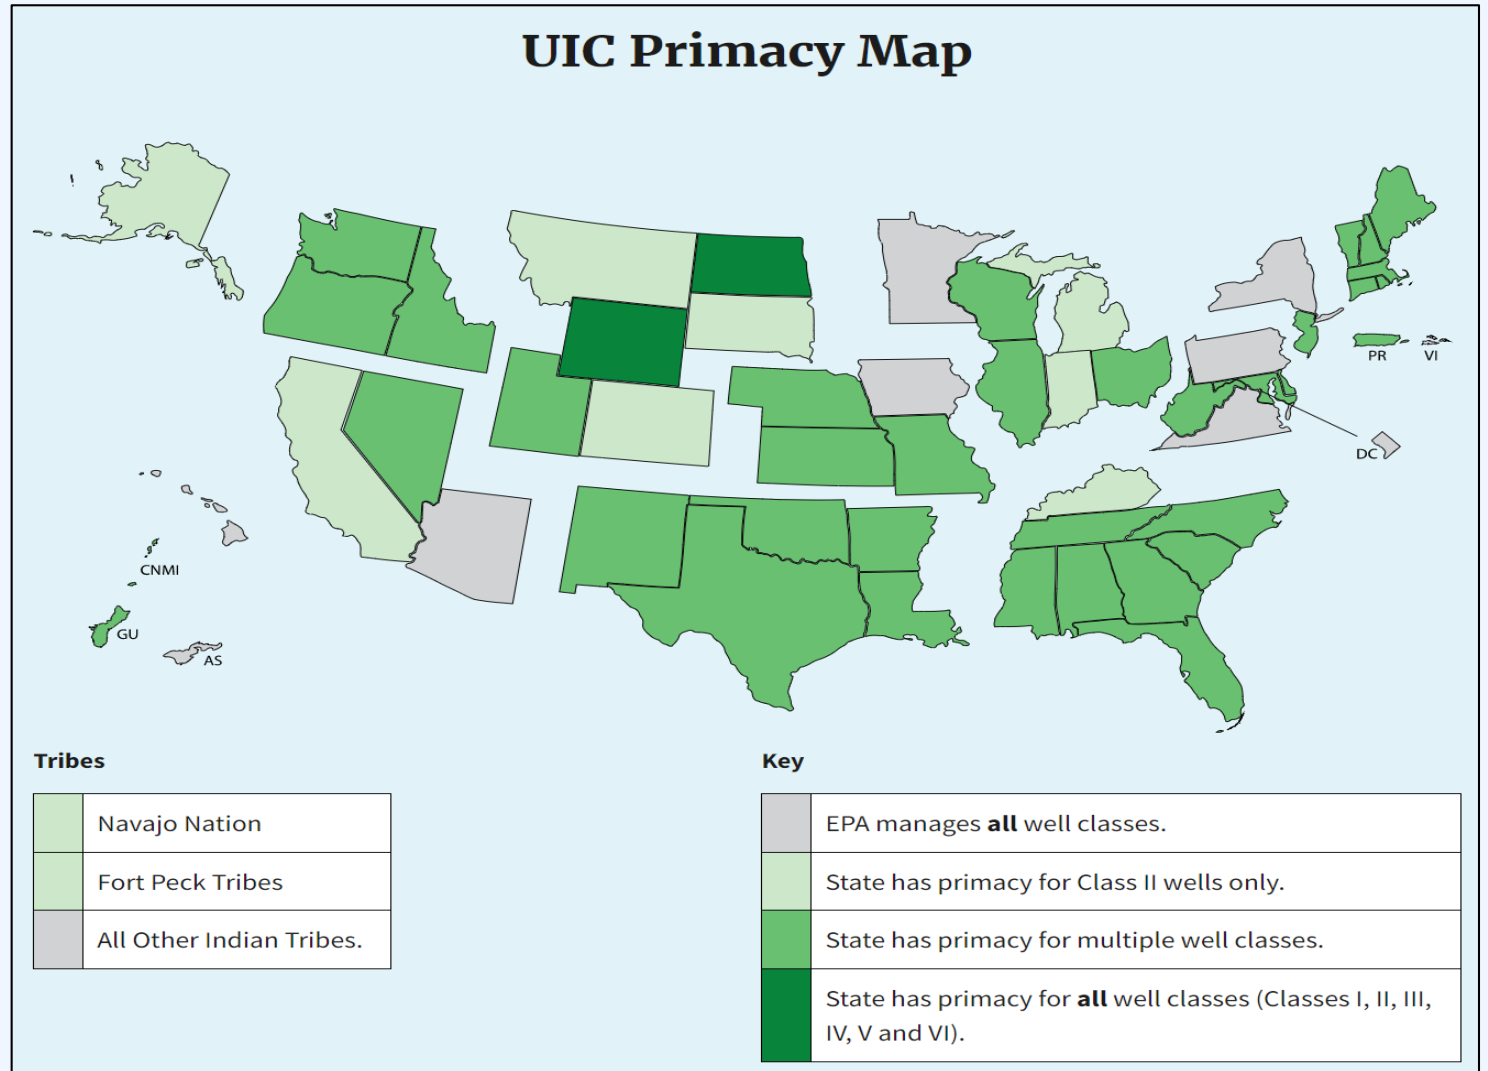 UIC Primacy Map
PR
VI
DC
CNMI
GU
AS
Tribes
Navajo Nation
Fort Peck Tribes
All Other Indian Tribes.
Key
EPA manages all well classes.
State has primacy for Class II wells only.
State has primacy for multiple well classes.
State has primacy for all well classes (Classes I, II, III,
IV, V and VI).